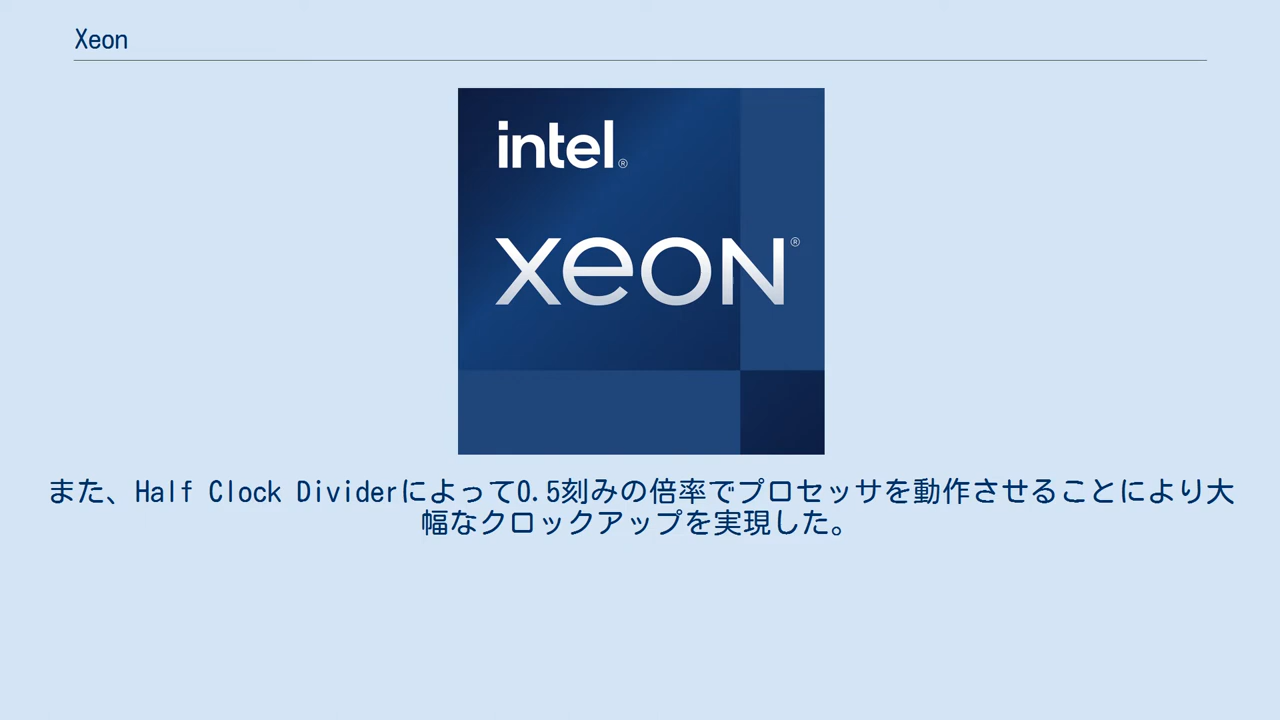 Xeon
intel®
xeon®
また、Half Clock Dividerによって0.5刻みの倍率でプロセッサを動作させることにより大
幅なクロックアップを実現した。